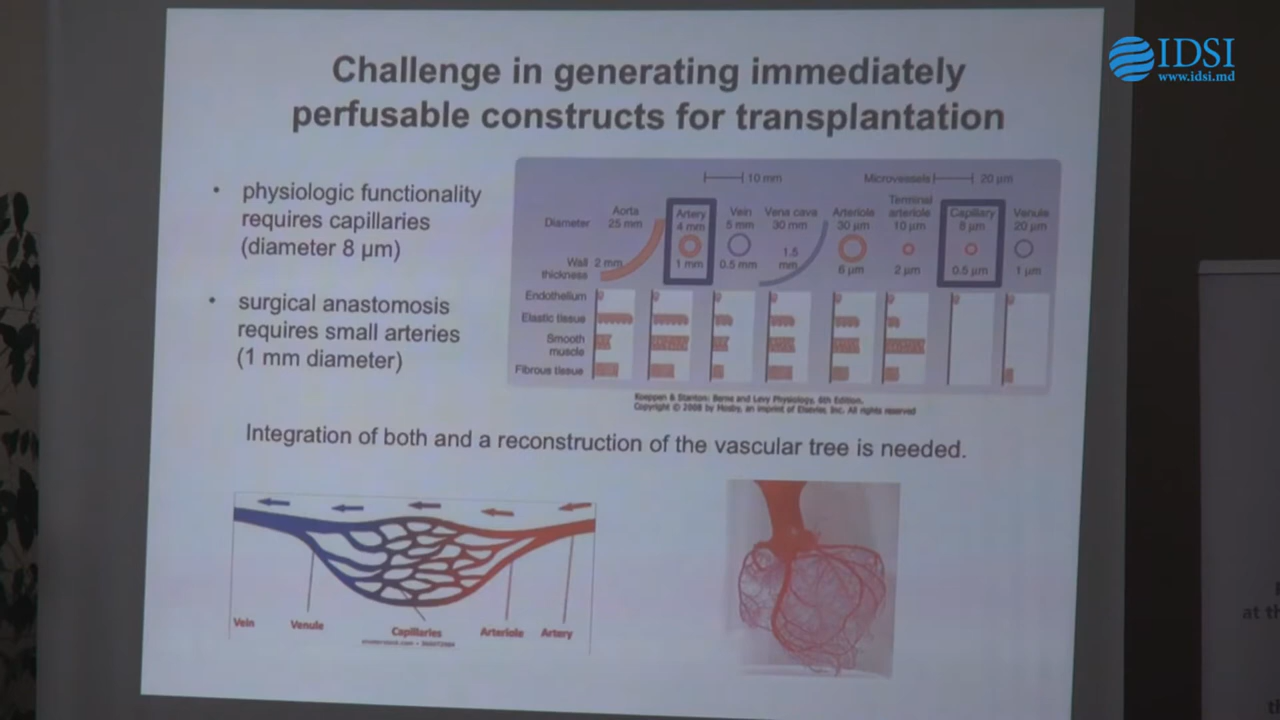 IDSI
www.idsi.md
Challenge in generating immediately
perfusable constructs for transplantation
• physiologic functionality
requires capillaries
(diameter 8 µm)
• surgical anastomosis
requires small arteries
(1 mm diameter)
10 mm
Microvessels
20 µm
Diameter
Aorta
25 mm
Artery
4 mm
Vein
5 mm
Vena cava
30 mm
Arteriole
30 µm
Terminal
arteriole
10 µm
Capillary
8 µm
Venule
20 µm
Wall
thickness
2 mm
1 mm
0.5 mm
1.5
mm
6 µm
2 µm
0.5 µm
1 µm
Endothelium
Elastic tissue
Smooth
muscle
Fibrous tissue
Koeppen & Stanton: Berne and Levy Physiology, 6th Edition.
Copyright © 2008 by Mosby, an imprint of Elsevier, Inc. All rights reserved
Integration of both and a reconstruction of the vascular tree is needed.
Vein
Venule
Capillaries
Arteriole
Artery
at th